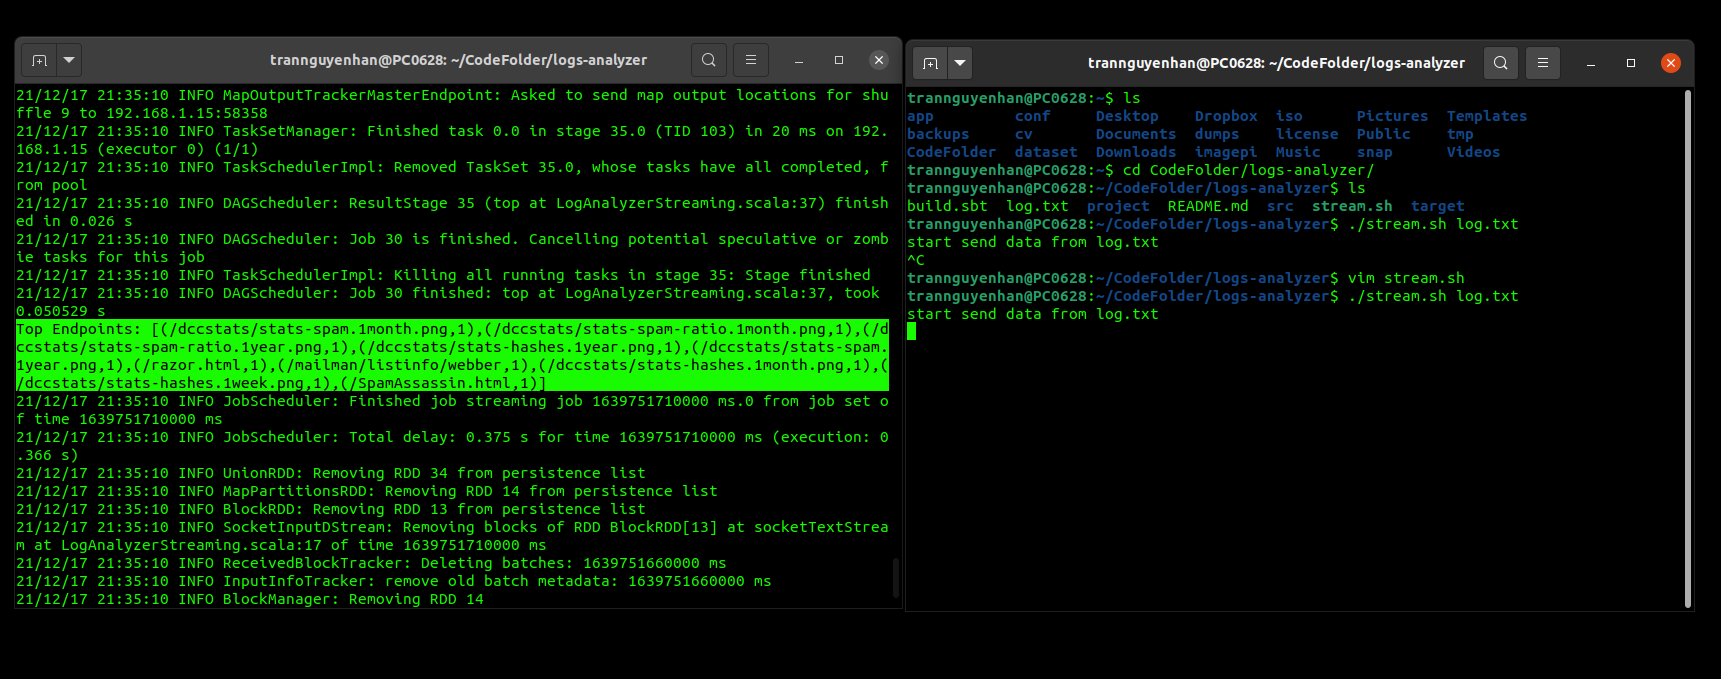 trannguyenhan@PC0628: ~/CodeFolder/logs-analyzer
21/12/17 21:35:10 INFO MapOutputTrackerMasterEndpoint: Asked to send map output locations for shu
ffle 9 to 192.168.1.15:58358
21/12/17 21:35:10 INFO TaskSetManager: Finished task 0.0 in stage 35.0 (TID 103) in 20 ms on 192.
168.1.15 (executor 0) (1/1)
21/12/17 21:35:10 INFO TaskSchedulerImpl: Removed TaskSet 35.0, whose tasks have all completed, f
rom pool
21/12/17 21:35:10 INFO DAGScheduler: ResultStage 35 (top at LogAnalyzerStreaming.scala:37) finish
ed in 0.026 s
21/12/17 21:35:10 INFO DAGScheduler: Job 30 is finished. Cancelling potential speculative or zomb
ie tasks for this job
21/12/17 21:35:10 INFO TaskSchedulerImpl: Killing all running tasks in stage 35: Stage finished
21/12/17 21:35:10 INFO DAGScheduler: Job 30 finished: top at LogAnalyzerStreaming.scala:37, took
0.050529 s
Top Endpoints: [(/dccstats/stats-spam.1month.png,1),(/dccstats/stats-spam-ratio.1month.png,1),(/d
ccstats/stats-spam-ratio.1year.png,1),(/dccstats/stats-hashes.1year.png,1),(/dccstats/stats-spam.
1year.png,1),(/razor.html,1),(/mailman/listinfo/webber,1),(/dccstats/stats-hashes.1month.png,1),(
/dccstats/stats-hashes.1week.png,1),(/SpamAssassin.html,1)]
21/12/17 21:35:10 INFO JobScheduler: Finished job streaming job 1639751710000 ms.0 from job set o
f time 1639751710000 ms
21/12/17 21:35:10 INFO JobScheduler: Total delay: 0.375 s for time 1639751710000 ms (execution: 0
.366 s)
21/12/17 21:35:10 INFO UnionRDD: Removing RDD 34 from persistence list
21/12/17 21:35:10 INFO MapPartitionsRDD: Removing RDD 14 from persistence list
21/12/17 21:35:10 INFO BlockRDD: Removing RDD 13 from persistence list
21/12/17 21:35:10 INFO SocketInputDStream: Removing blocks of RDD BlockRDD[13] at socketTextStrea
m at LogAnalyzerStreaming.scala:17 of time 1639751710000 ms
21/12/17 21:35:10 INFO ReceivedBlockTracker: Deleting batches: 1639751660000 ms
21/12/17 21:35:10 INFO InputInfoTracker: remove old batch metadata: 1639751660000 ms
21/12/17 21:35:10 INFO BlockManager: Removing RDD 14
trannguyenhan@PC0628: ~/CodeFolder/logs-analyzer
trannguyenhan@PC0628:~$ ls
app conf Desktop Dropbox iso Pictures Templates
backups cv Documents dumps license Public tmp
CodeFolder dataset Downloads imagepi Music snap Videos
trannguyenhan@PC0628:~$ cd CodeFolder/logs-analyzer/
trannguyenhan@PC0628:~/CodeFolder/logs-analyzer$ ls
build.sbt log.txt project README.md src stream.sh target
trannguyenhan@PC0628:~/CodeFolder/logs-analyzer$ ./stream.sh log.txt
start send data from log.txt
^C
trannguyenhan@PC0628:~/CodeFolder/logs-analyzer$ vim stream.sh
trannguyenhan@PC0628:~/CodeFolder/logs-analyzer$ ./stream.sh log.txt
start send data from log.txt